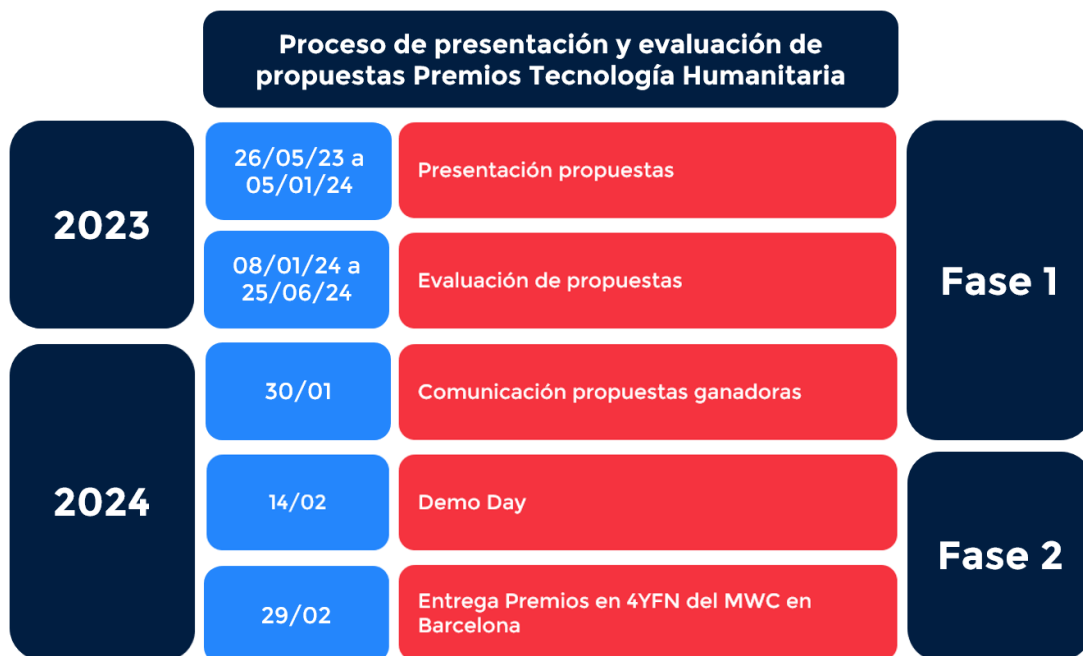 Proceso de presentación y evaluación de
propuestas Premios Tecnología Humanitaria
2023
26/05/23 a
05/01/24
Presentación propuestas
08/01/24 a
25/06/24
Evaluación de propuestas
Fase 1
2024
30/01
Comunicación propuestas ganadoras
14/02
Demo Day
29/02
Entrega Premios en 4YFN del MWC en
Barcelona
Fase 2